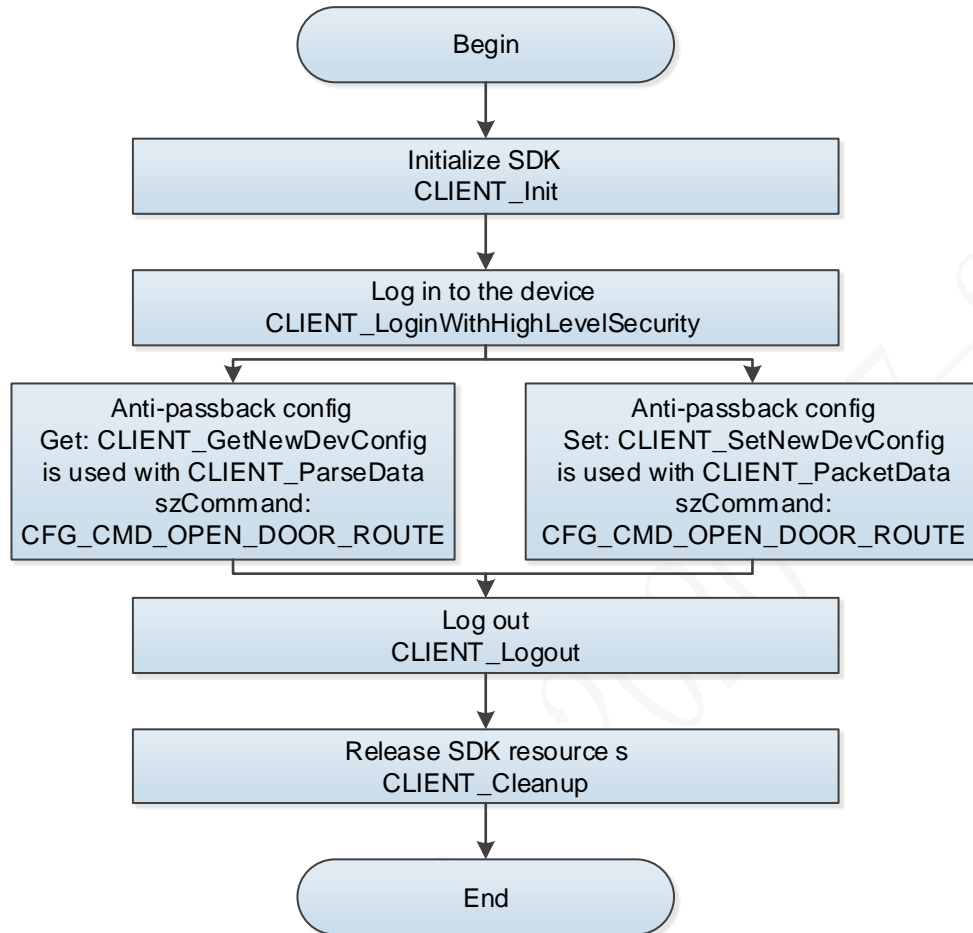 Begin
Initialize SDK
CLIENT_Init
Log in to the device
CLIENT_LoginWithHighLevelSecurity
Anti-passback config
Get: CLIENT_GetNewDevConfig
is used with CLIENT_ParseData
szCommand:
CFG_CMD_OPEN_DOOR_ROUTE
Anti-passback config
Set: CLIENT_SetNewDevConfig
is used with CLIENT_PacketData
szCommand:
CFG_CMD_OPEN_DOOR_ROUTE
Log out
CLIENT_Logout
Release SDK resource s
CLIENT_Cleanup
End